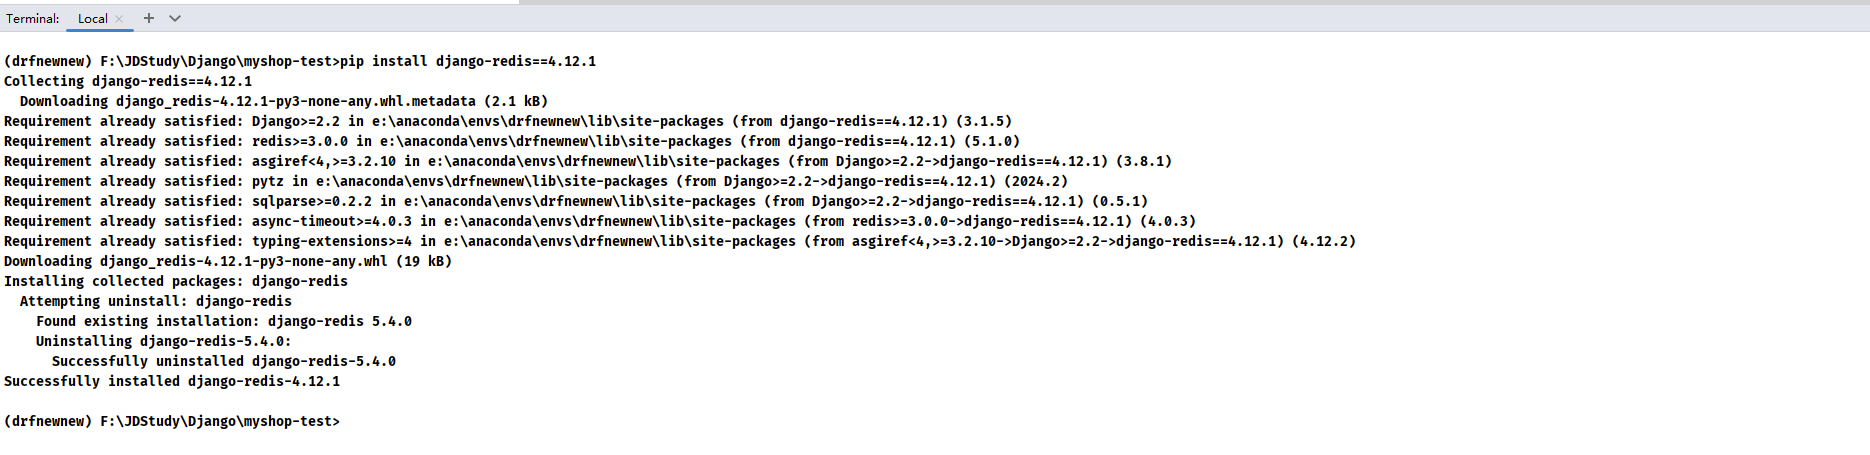 Terminal: Local × + ∨
(drfnewnew) F:\JDStudy\Django\myshop-test>pip install django-redis==4.12.1
Collecting django-redis==4.12.1
  Downloading django_redis-4.12.1-py3-none-any.whl.metadata (2.1 kB)
Requirement already satisfied: Django>=2.2 in e:\anaconda\envs\drfnewnew\lib\site-packages (from django-redis==4.12.1) (3.1.5)
Requirement already satisfied: redis>=3.0.0 in e:\anaconda\envs\drfnewnew\lib\site-packages (from django-redis==4.12.1) (5.1.0)
Requirement already satisfied: asgiref<4,>=3.2.10 in e:\anaconda\envs\drfnewnew\lib\site-packages (from Django>=2.2->django-redis==4.12.1) (3.8.1)
Requirement already satisfied: pytz in e:\anaconda\envs\drfnewnew\lib\site-packages (from Django>=2.2->django-redis==4.12.1) (2024.2)
Requirement already satisfied: sqlparse>=0.2.2 in e:\anaconda\envs\drfnewnew\lib\site-packages (from Django>=2.2->django-redis==4.12.1) (0.5.1)
Requirement already satisfied: async-timeout>=4.0.3 in e:\anaconda\envs\drfnewnew\lib\site-packages (from redis>=3.0.0->django-redis==4.12.1) (4.0.3)
Requirement already satisfied: typing-extensions>=4 in e:\anaconda\envs\drfnewnew\lib\site-packages (from asgiref<4,>=3.2.10->Django>=2.2->django-redis==4.12.1) (4.12.2)
Downloading django_redis-4.12.1-py3-none-any.whl (19 kB)
Installing collected packages: django-redis
  Attempting uninstall: django-redis
    Found existing installation: django-redis 5.4.0
    Uninstalling django-redis-5.4.0:
      Successfully uninstalled django-redis-5.4.0
Successfully installed django-redis-4.12.1
(drfnewnew) F:\JDStudy\Django\myshop-test>